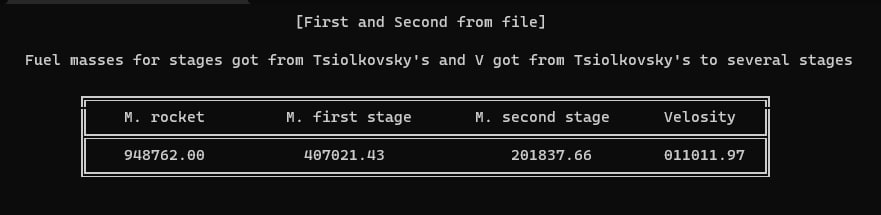 [First and Second from file]
Fuel masses for stages got from Tsiolkovsky's and V got from Tsiolkovsky's to several stages
M. rocket M. first stage M. second stage Velosity
948762.00 407021.43 201837.66 011011.97